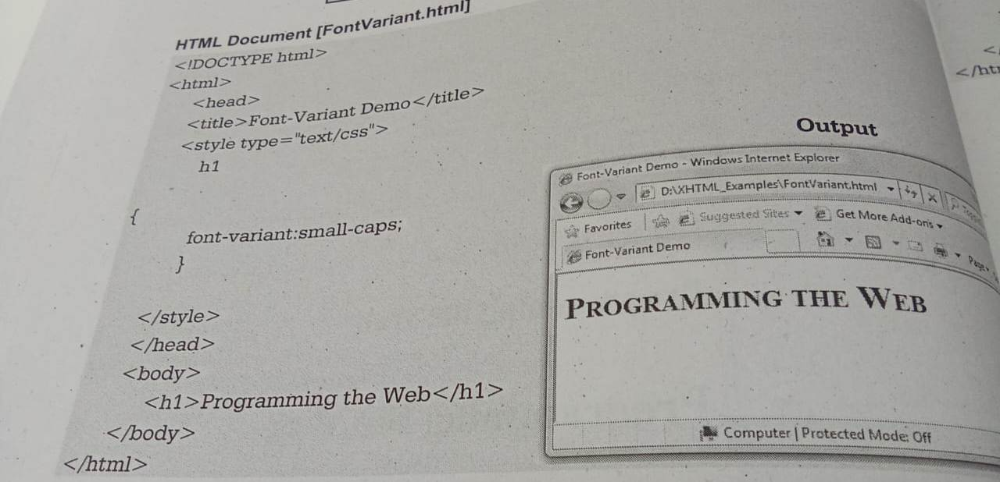 HTML Document [FontVariant.html]
<!DOCTYPE html>
<html>
<head>
<title>Font-Variant Demo</title>
<style type="text/css">
h1
{
font-variant:small-caps;
}
</style>
</head>
<body>
<h1>Programming the Web</h1>
</body>
</html>
Output
Font-Variant Demo - Windows Internet Explorer
D:\XHTML_Examples\FontVariant.html
Favorites Suggested Sites Get More Add-ons
Font-Variant Demo Page
PROGRAMMING THE WEB
Computer | Protected Mode: Off
</
</ht